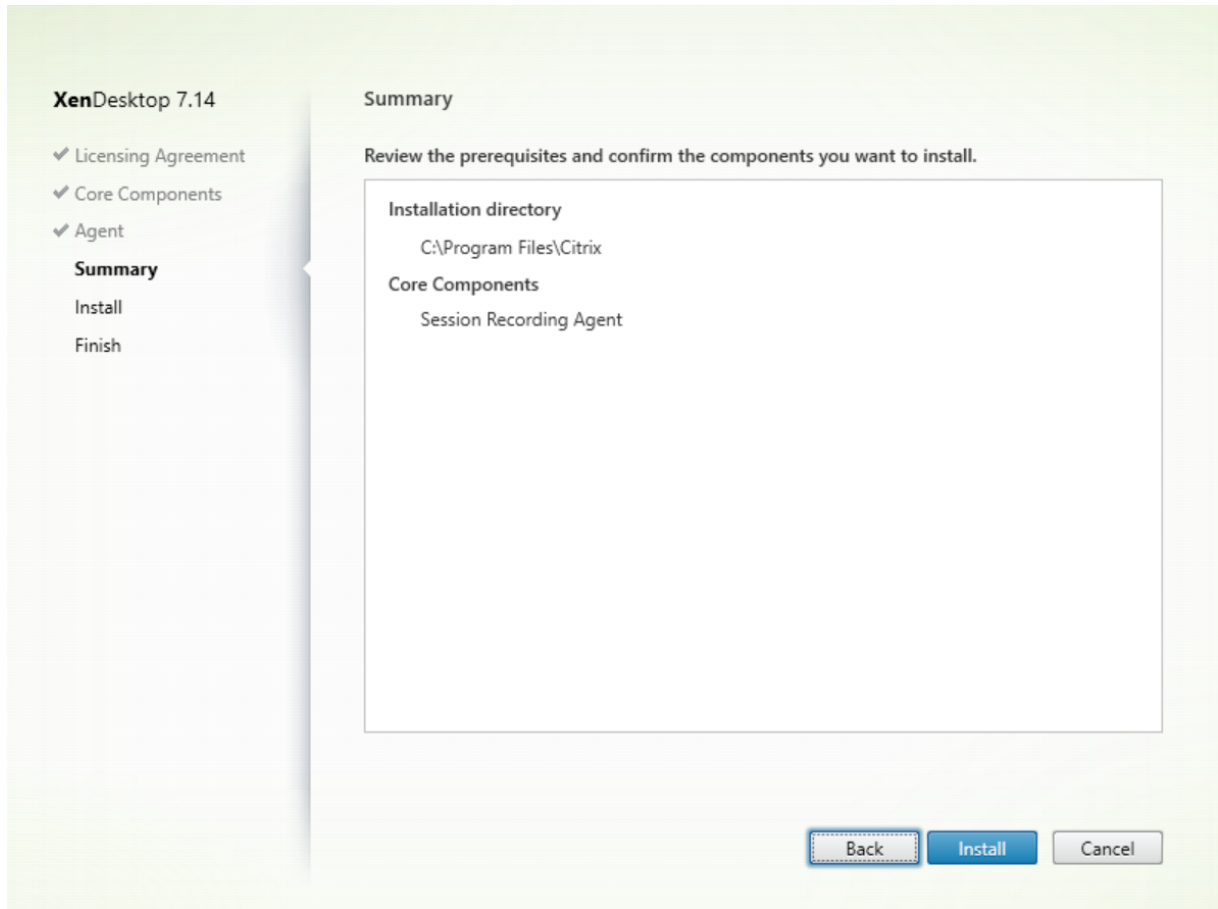 XenDesktop 7.14
Licensing Agreement
Core Components
Agent
Summary
Install
Finish
Summary
Review the prerequisites and confirm the components you want to install.
Installation directory
C:\Program Files\Citrix
Core Components
Session Recording Agent
Back
Install
Cancel